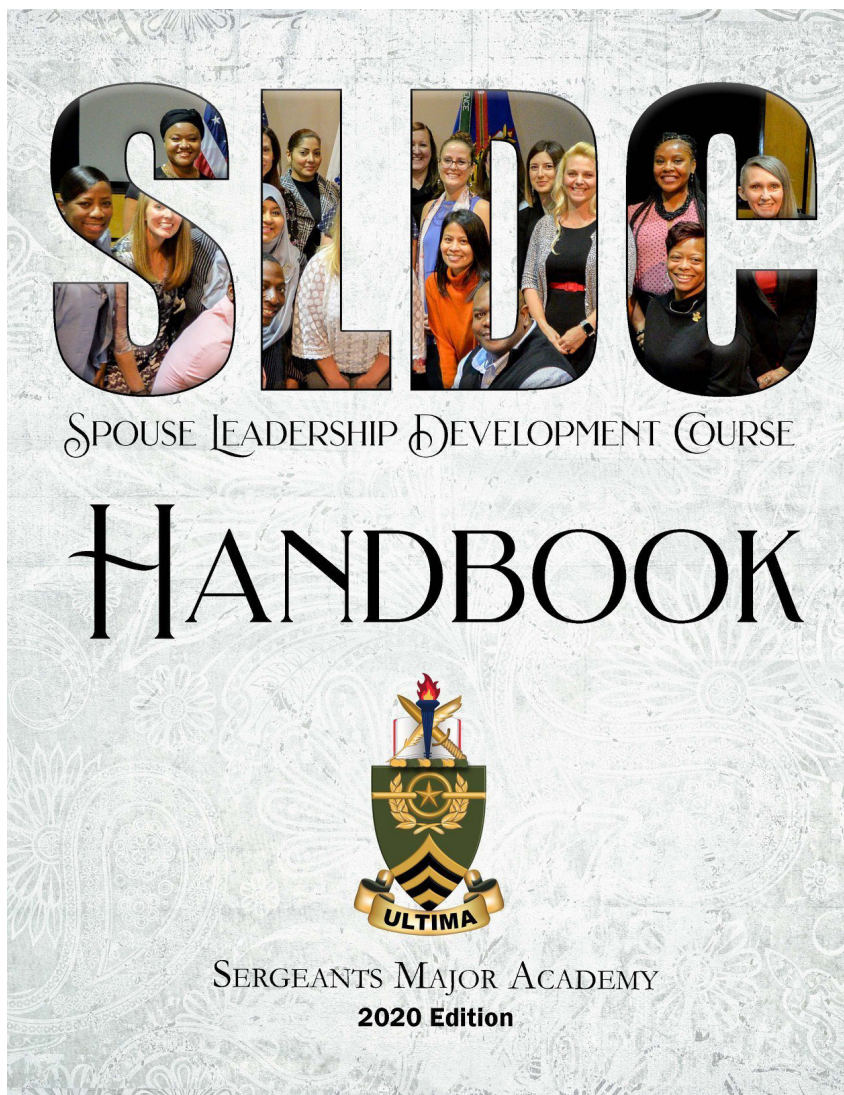 SLDC
SPOUSE LEADERSHIP DEVELOPMENT COURSE
HANDBOOK
ULTIMA
SERGEANTS MAJOR ACADEMY
2020 Edition